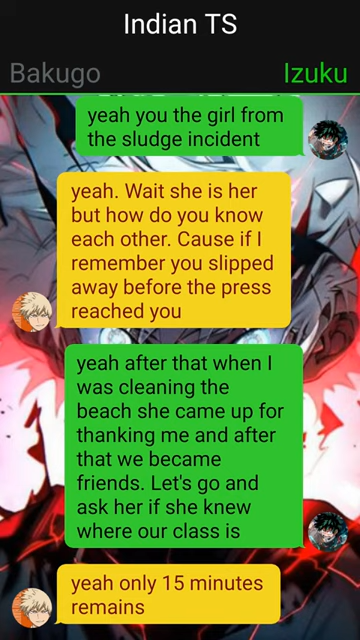 Indian TS
Bakugo
Izuku
yeah you the girl from
the sludge incident
yeah. Wait she is her
but how do you know
each other. Cause if I
remember you slipped
away before the press
reached you
yeah after that when I
was cleaning the
beach she came up for
thanking me and after
that we became
friends. Let's go and
ask her if she knew
where our class is
yeah only 15 minutes
remains